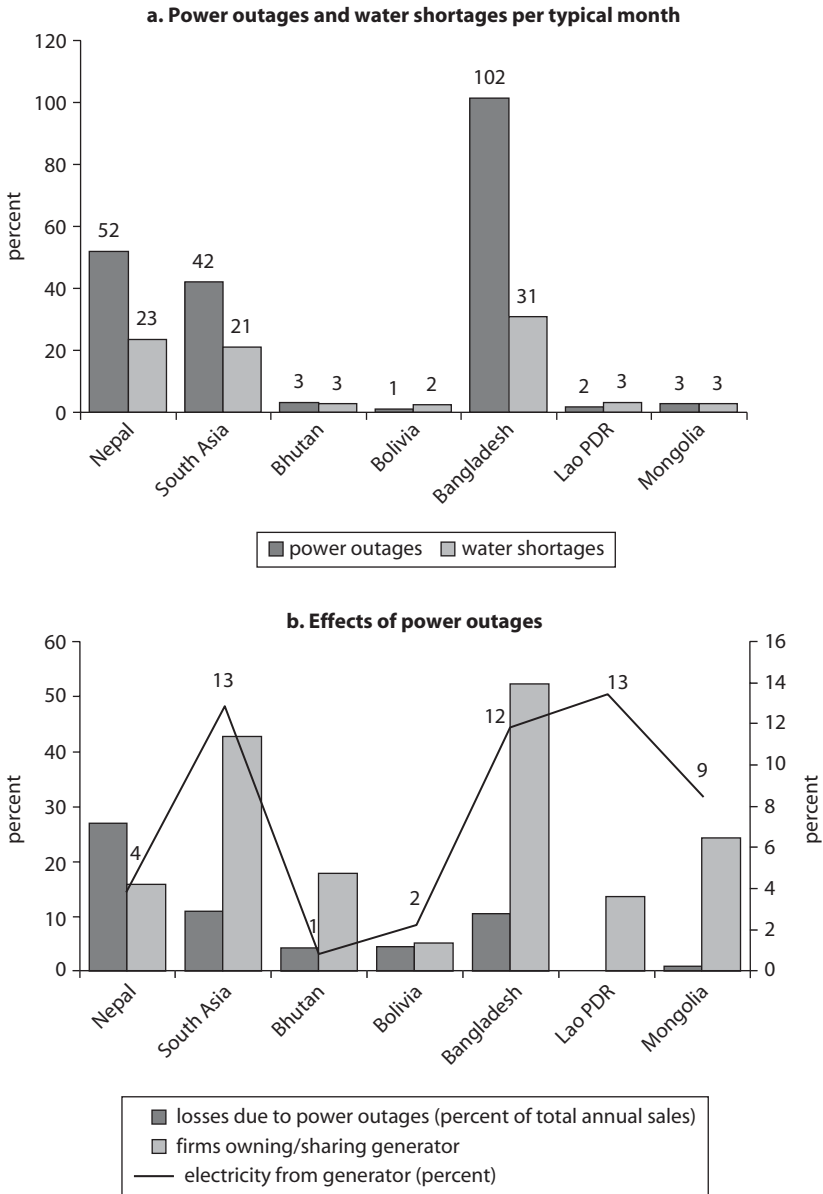 a. Power outages and water shortages per typical month
120
100
80
60
40
20
0
percent
52
23
42
21
3
3
1
2
102
31
2
3
3
3
Nepal
South Asia
Bhutan
Bolivia
Bangladesh
Lao PDR
Mongolia
power outages
water shortages
b. Effects of power outages
60
50
40
30
20
10
0
percent
4
13
1
2
12
13
9
16
14
12
10
8
6
4
2
0
percent
Nepal
South Asia
Bhutan
Bolivia
Bangladesh
Lao PDR
Mongolia
losses due to power outages (percent of total annual sales)
firms owning/sharing generator
electricity from generator (percent)